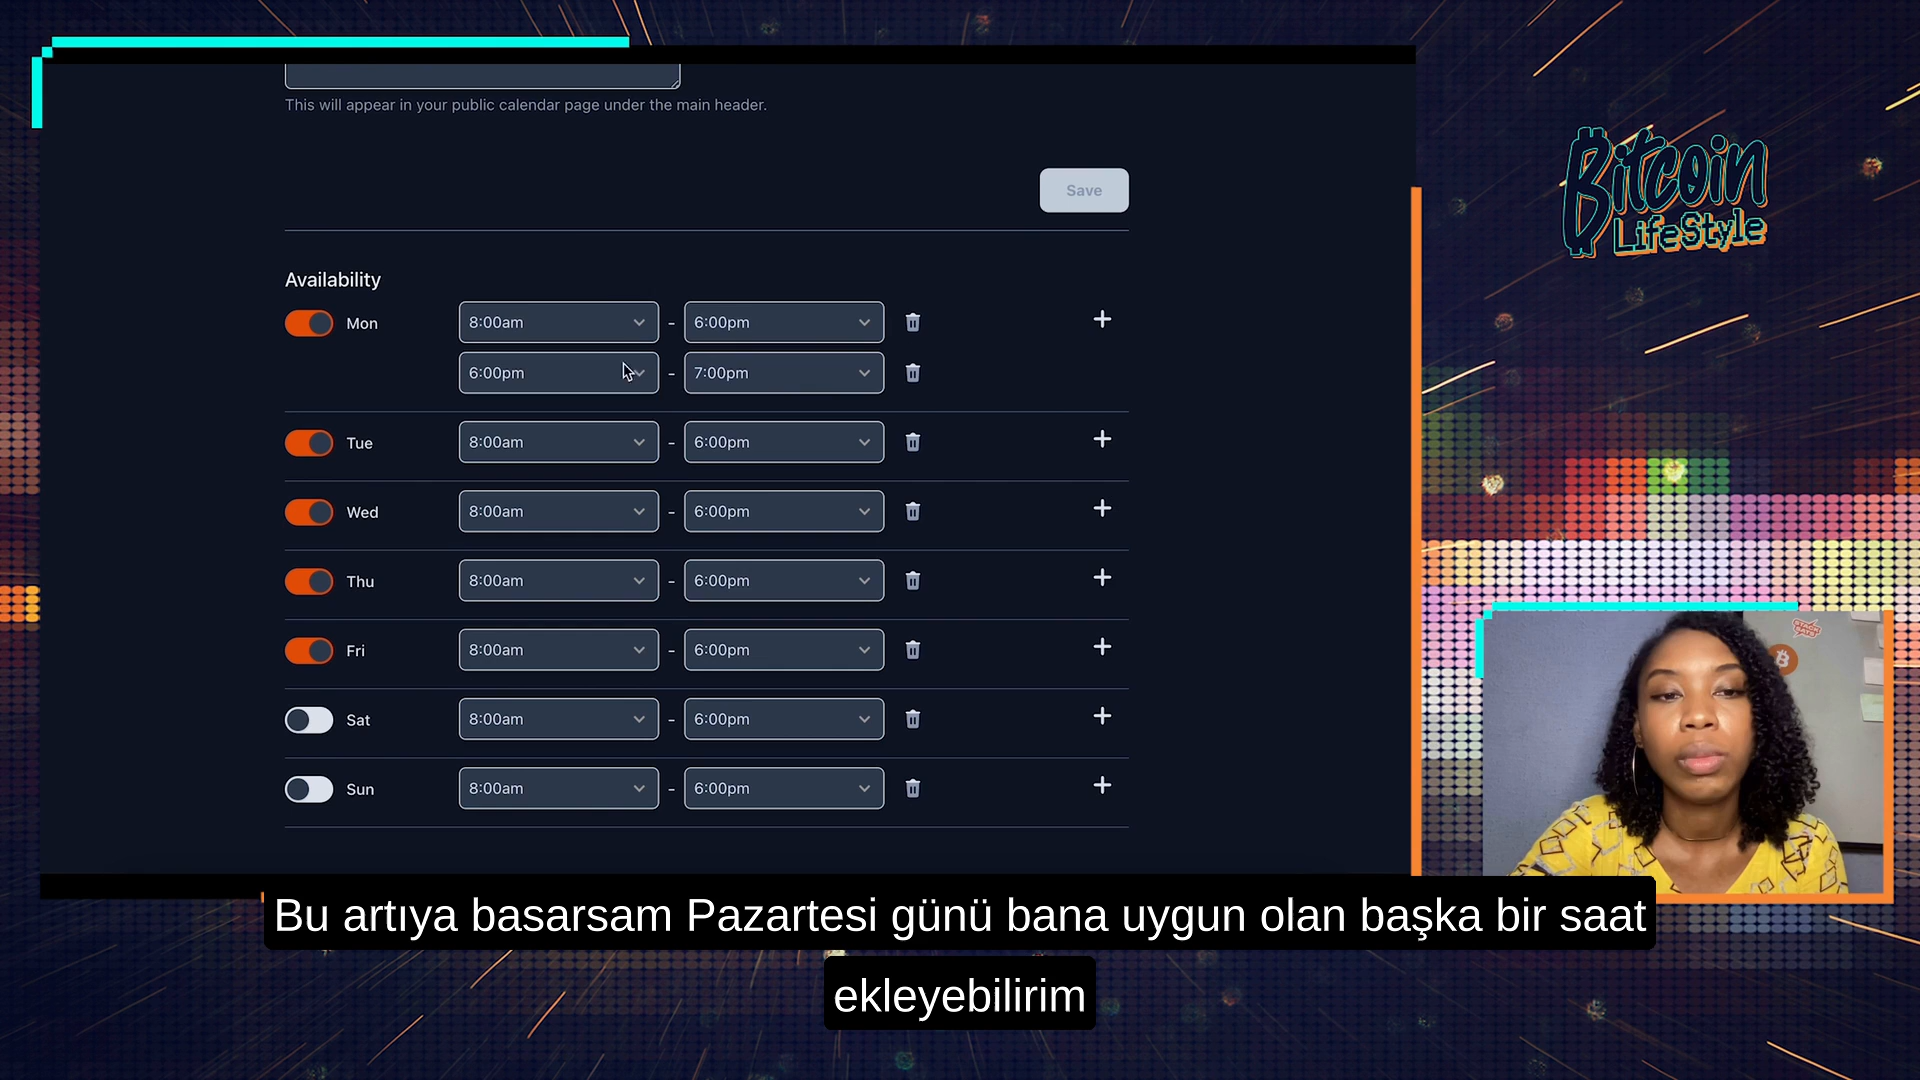 This will appear in your public calendar page under the main header.
Save
Bitcoin
LifeStyle
Availability
Mon 8:00am - 6:00pm
6:00pm - 7:00pm
Tue 8:00am - 6:00pm
Wed 8:00am - 6:00pm
Thu 8:00am - 6:00pm
Fri 8:00am - 6:00pm
Sat 8:00am - 6:00pm
Sun 8:00am - 6:00pm
Bu artıya basarsam Pazartesi günü bana uygun olan başka bir saat
ekleyebilirim